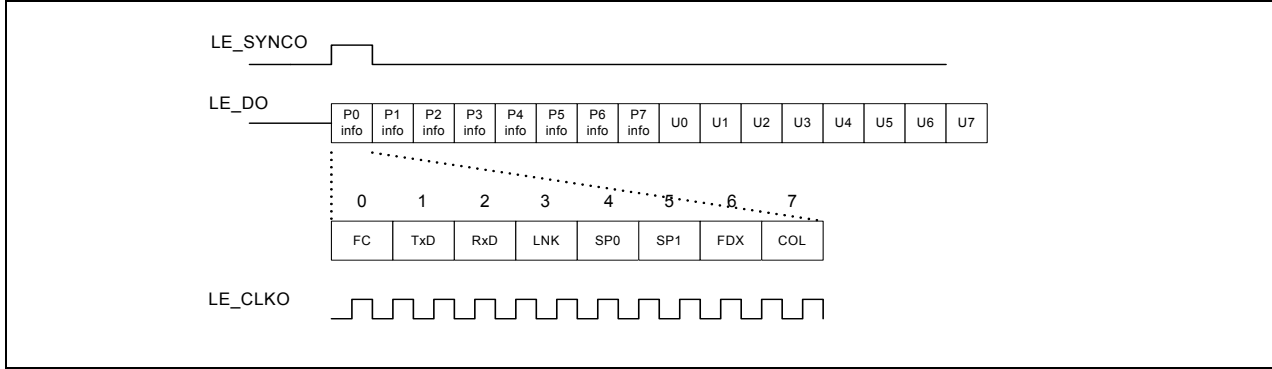 LE_SYNCO
LE_DO
P0 info P1 info P2 info P3 info P4 info P5 info P6 info P7 info U0 U1 U2 U3 U4 U5 U6 U7
0 1 2 3 4 5 6 7
FC TxD RxD LNK SP0 SP1 FDX COL
LE_CLKO